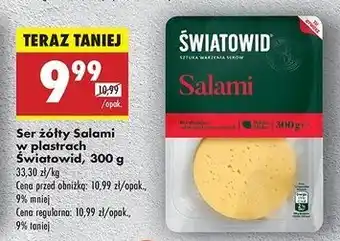 TERAZ TANIEJ
9,99
10,99
/opak.
Ser żółty Salami
w plastrach
Światowid, 300 g
33,30 zł/kg
Cena przed obniżką: 10,99 zł/opak.,
9% mniej
Cena regularna: 10,99 zł/opak.,
9% taniej
ŚWIATOWID
SZTUKA WARZENIA SERÓW
Salami
300 g